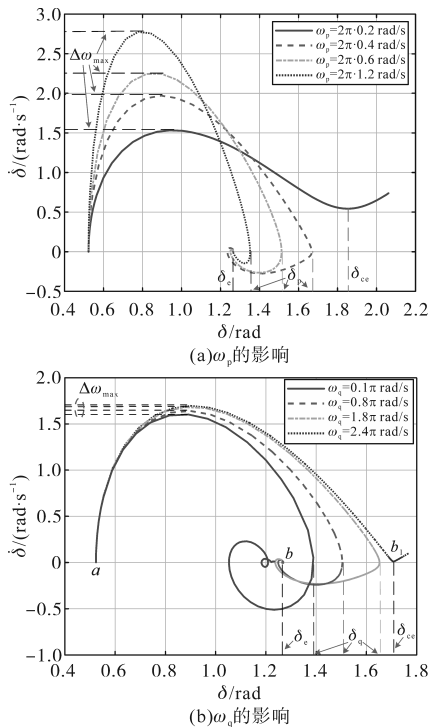 2σ
ω_p=2π·0.2 rad/s
ω_p=2π·0.4 rad/s
ω_p=2π·0.6 rad/s
ω_p=2π·1.2 rad/s
3.0
2.5
2.0
1.5
1.0
0.5
0
-0.5
Δω_max
δ̇/(rad·s⁻¹)
δ_e
δ_p
δ_ce
0.4 0.6 0.8 1.0 1.2 1.4 1.6 1.8 2.0 2.2
δ/rad
(a)ω_p的影响
ω_q=0.1π rad/s
ω_q=0.8π rad/s
ω_q=1.8π rad/s
ω_q=2.4π rad/s
2.0
1.5
1.0
0.5
0
-0.5
-1.0
Δω_max
δ̇/(rad·s⁻¹)
a
b
b₁
δ_e
δ_q
δ_ce
0.4 0.6 0.8 1.0 1.2 1.4 1.6 1.8
δ/rad
(b)ω_q的影响